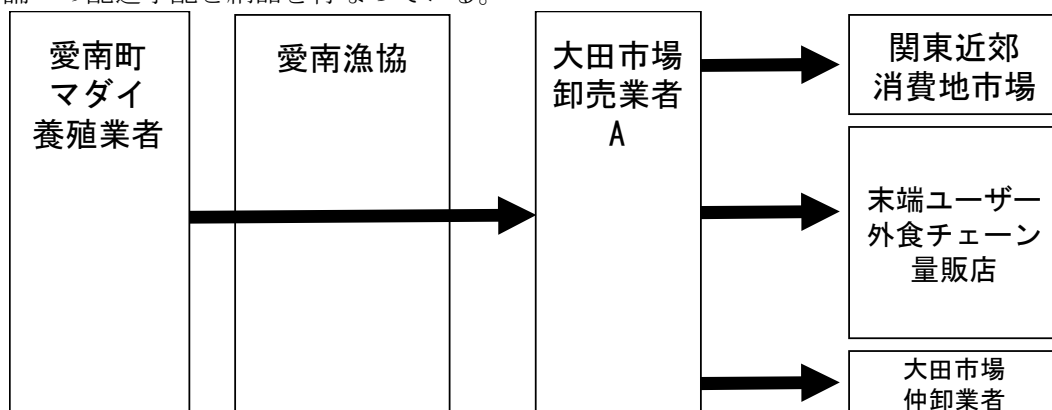 愛南町
マダイ
養殖業者
愛南漁協
大田市場
卸売業者
A
関東近郊
消費地市場
末端ユーザー
外食チェーン
量販店
大田市場
仲卸業者